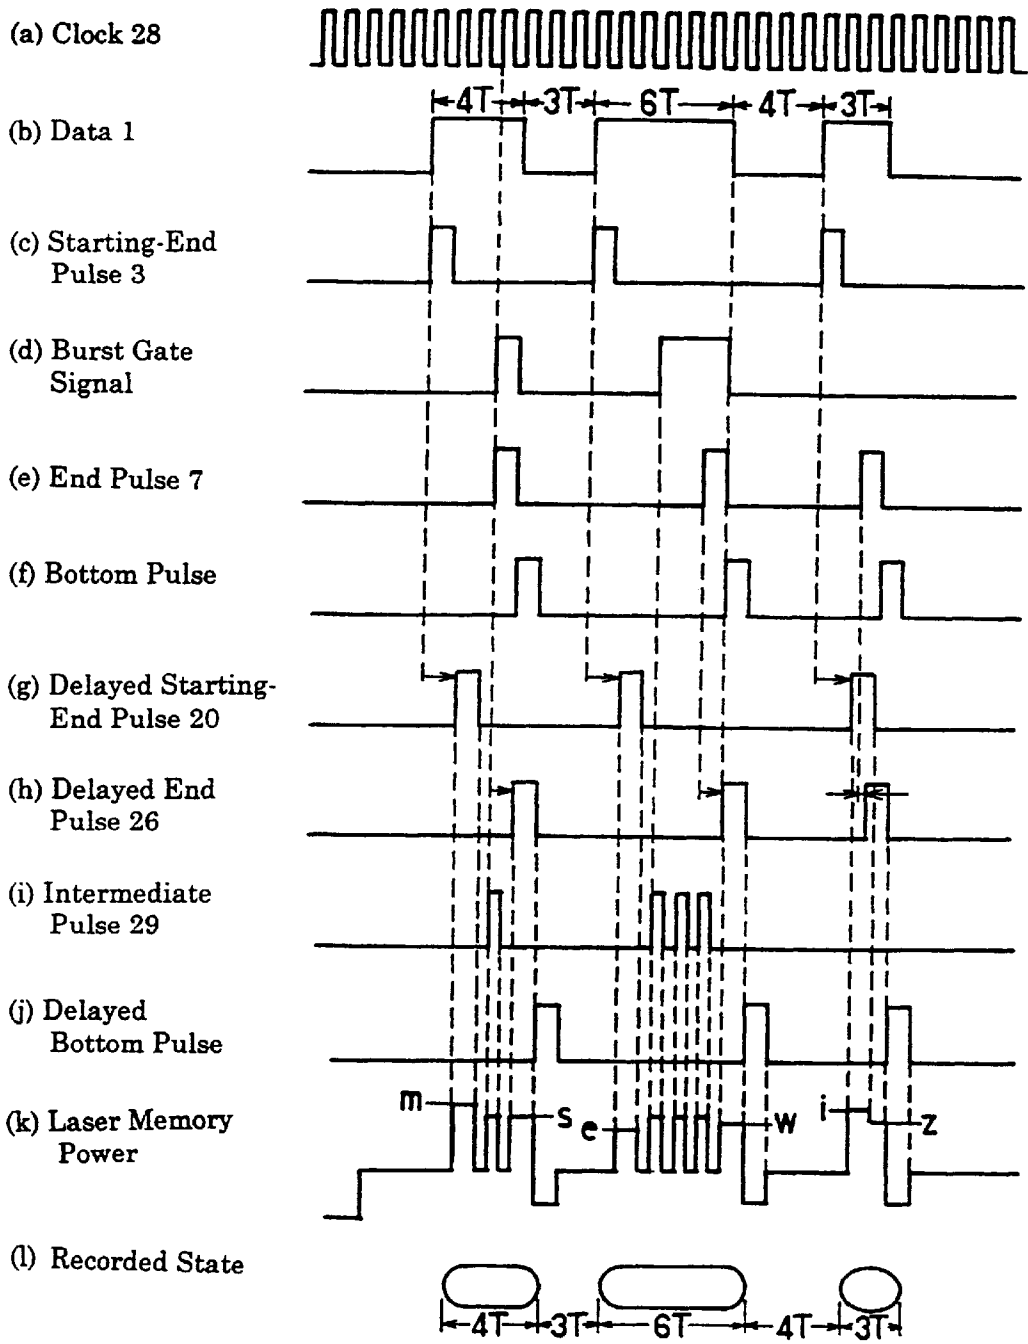 (a) Clock 28
4T 3T 6T 4T 3T
(b) Data 1
(c) Starting-End
Pulse 3
(d) Burst Gate
Signal
(e) End Pulse 7
(f) Bottom Pulse
(g) Delayed Starting-
End Pulse 20
(h) Delayed End
Pulse 26
(i) Intermediate
Pulse 29
(j) Delayed
Bottom Pulse
m s e w i z
(k) Laser Memory
Power
(l) Recorded State
4T 3T 6T 4T 3T